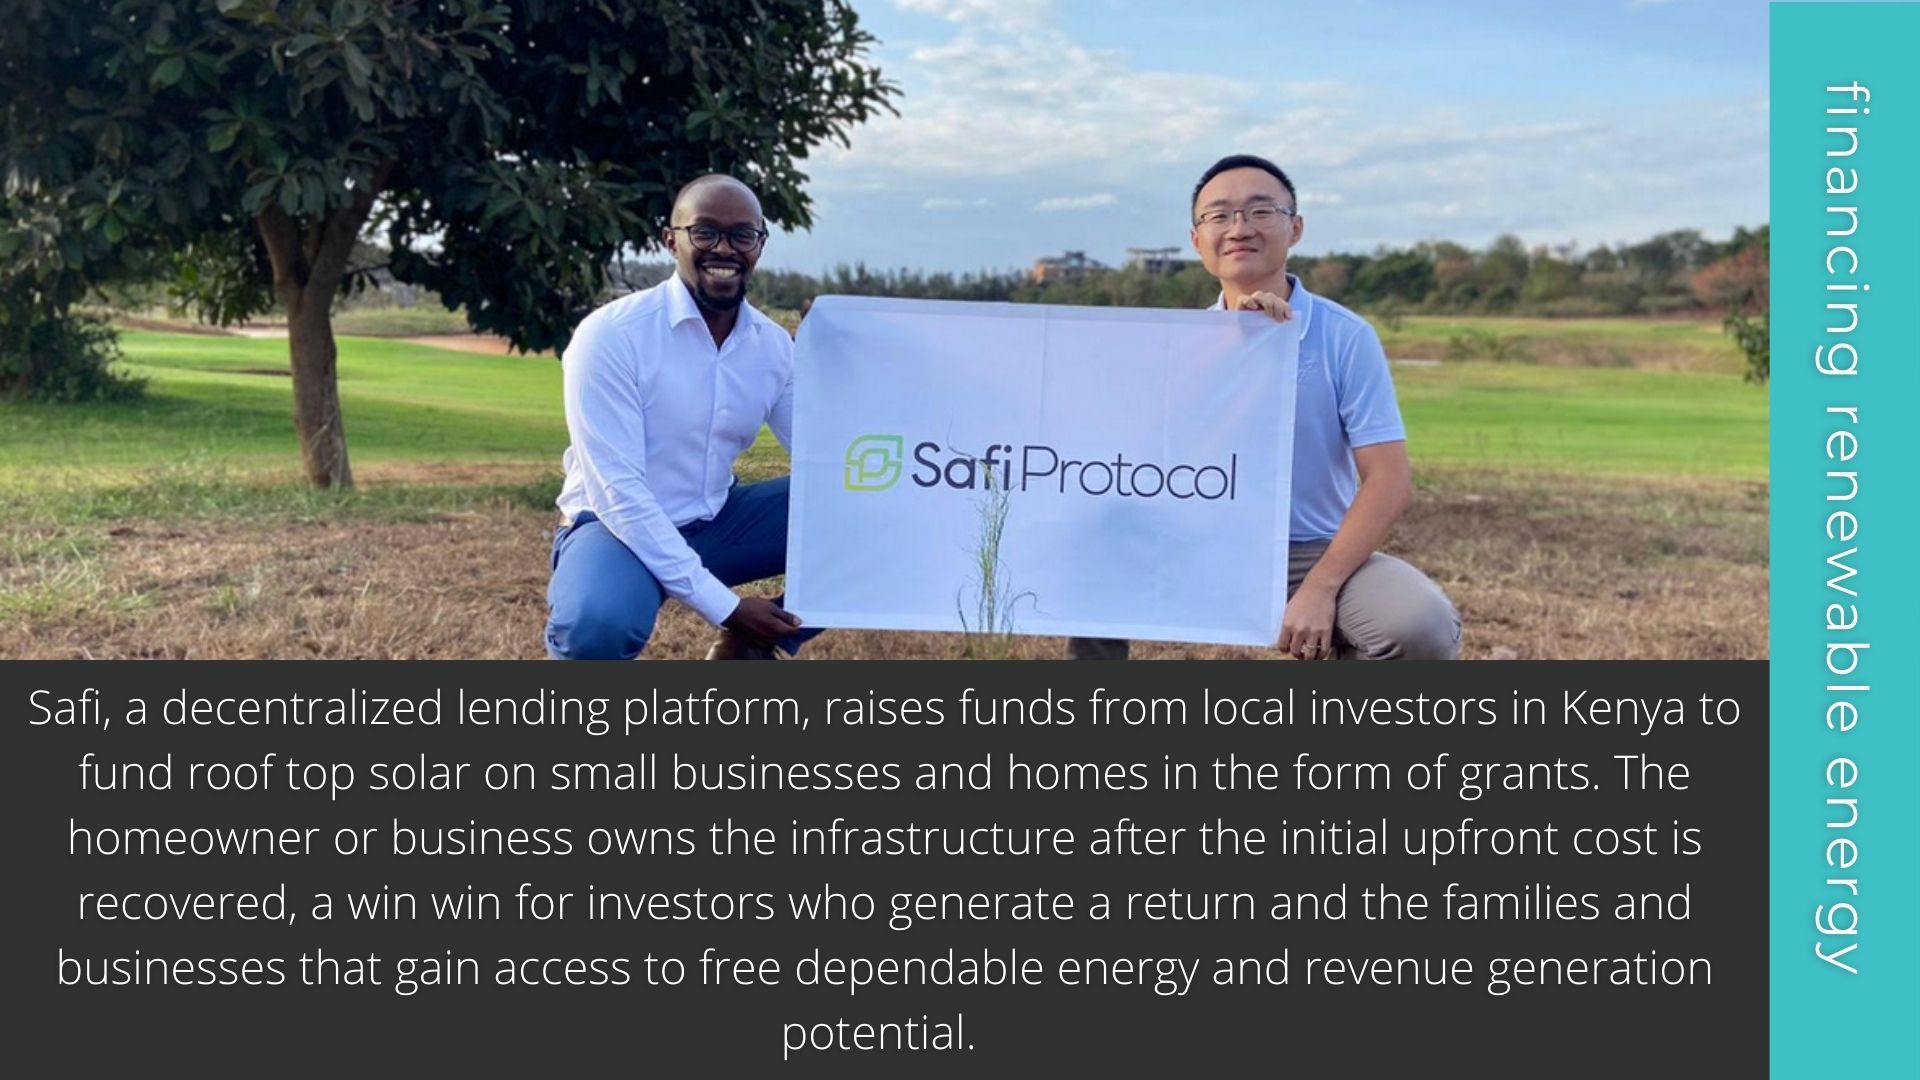 SafiProtocol
Safi, a decentralized lending platform, raises funds from local investors in Kenya to
fund roof top solar on small businesses and homes in the form of grants. The
homeowner or business owns the infrastructure after the initial upfront cost is
recovered, a win win for investors who generate a return and the families and
businesses that gain access to free dependable energy and revenue generation
potential.
financing renewable energy